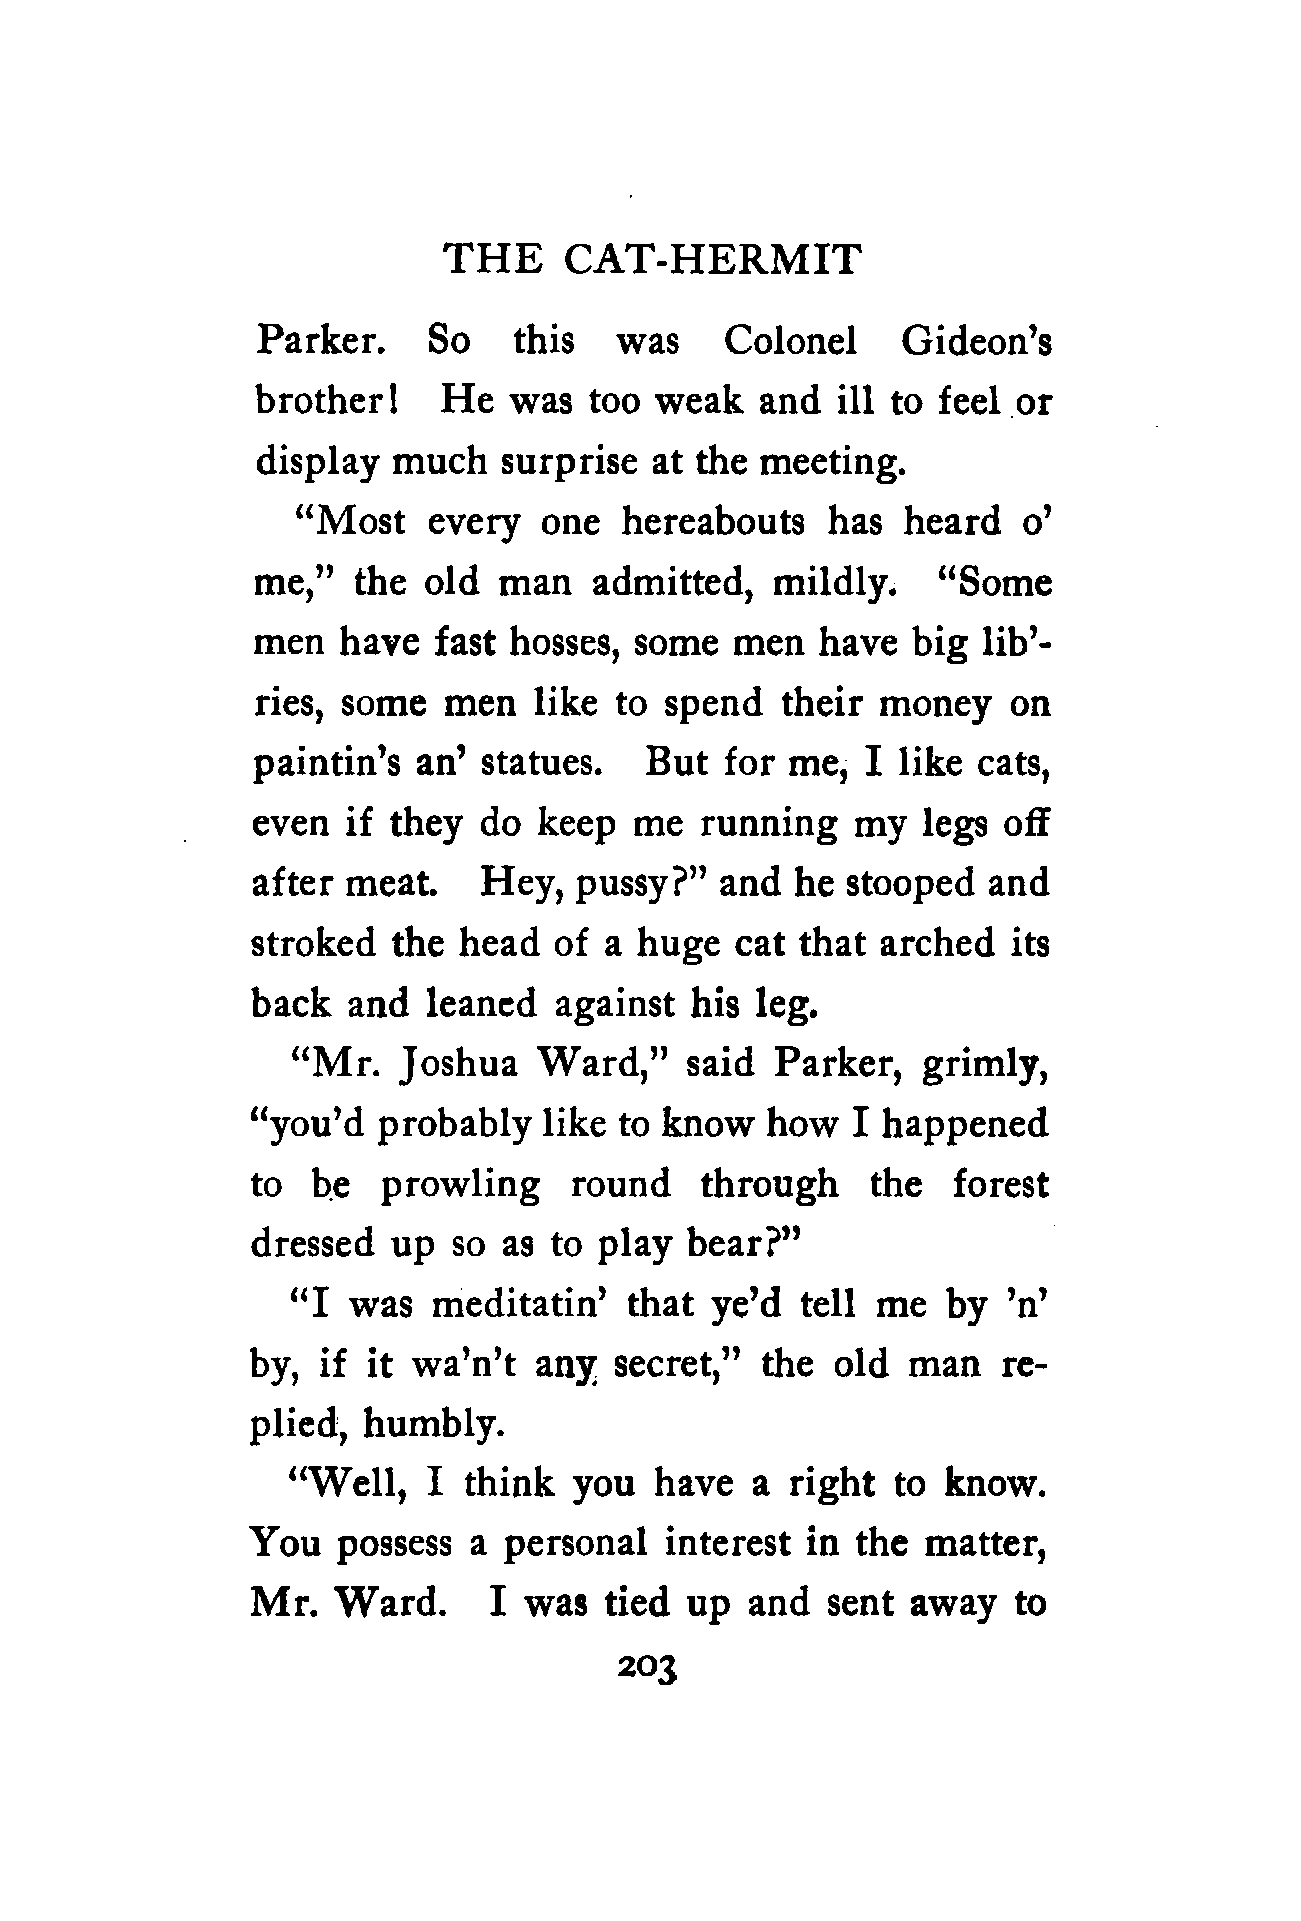 THE CAT-HERMIT
Parker. So this was Colonel Gideon's
brother! He was too weak and ill to feel or
display much surprise at the meeting.
"Most every one hereabouts has heard o'
me," the old man admitted, mildly. "Some
men have fast hosses, some men have big lib'-
ries, some men like to spend their money on
paintin's an' statues. But for me, I like cats,
even if they do keep me running my legs off
after meat. Hey, pussy?" and he stooped and
stroked the head of a huge cat that arched its
back and leaned against his leg.
"Mr. Joshua Ward," said Parker, grimly,
"you'd probably like to know how I happened
to be prowling round through the forest
dressed up so as to play bear?"
"I was meditatin' that ye'd tell me by 'n'
by, if it wa'n't any secret," the old man re-
plied, humbly.
"Well, I think you have a right to know.
You possess a personal interest in the matter,
Mr. Ward. I was tied up and sent away to
203